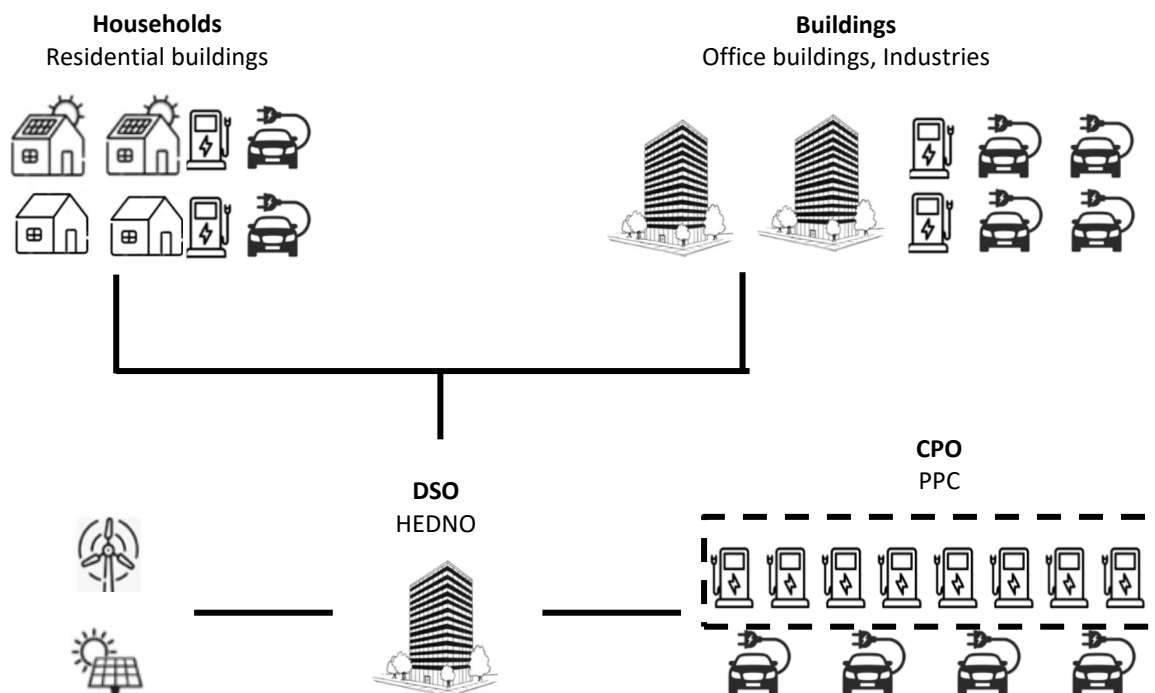 Households
Residential buildings
Buildings
Office buildings, Industries
DSO
HEDNO
CPO
PPC